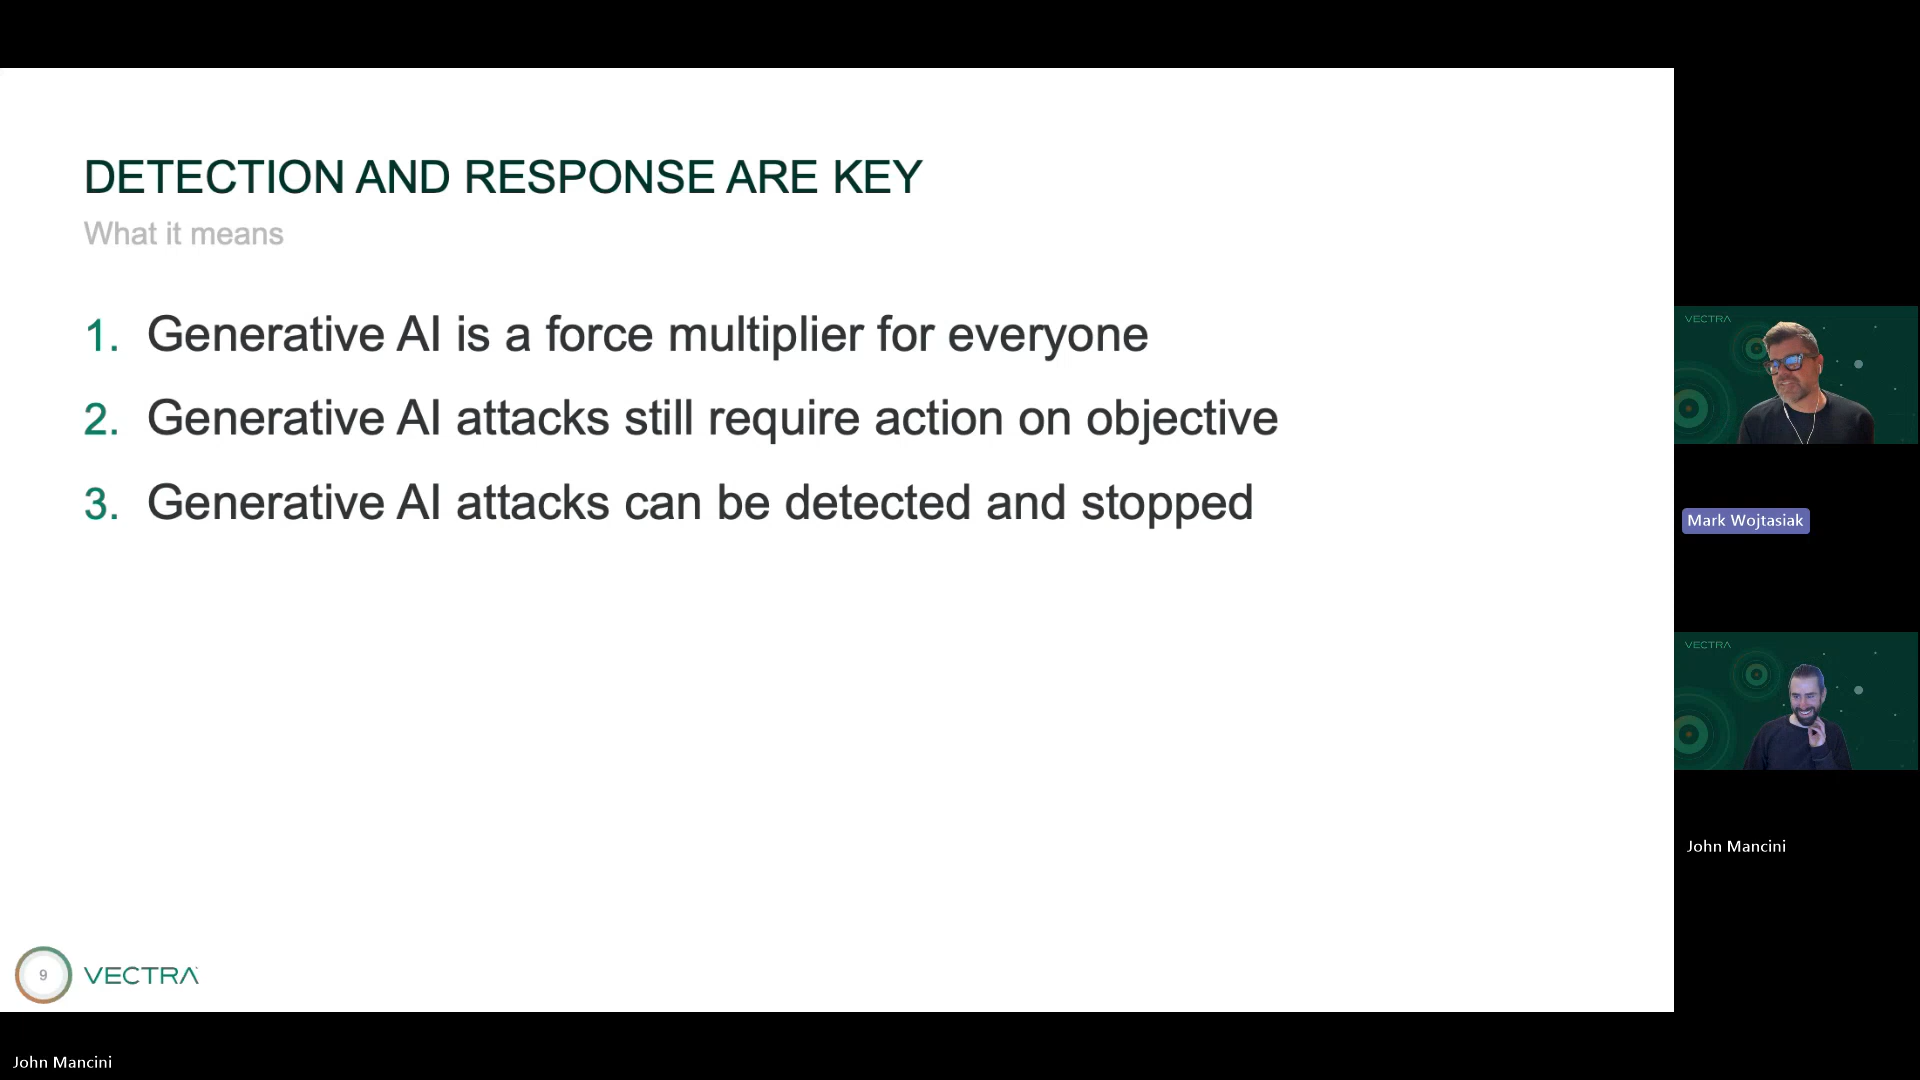 DETECTION AND RESPONSE ARE KEY
What it means
1. Generative AI is a force multiplier for everyone
2. Generative AI attacks still require action on objective
3. Generative AI attacks can be detected and stopped
9
VECTRA
VECTRA
Mark Wojtasiak
VECTRA
John Mancini
John Mancini